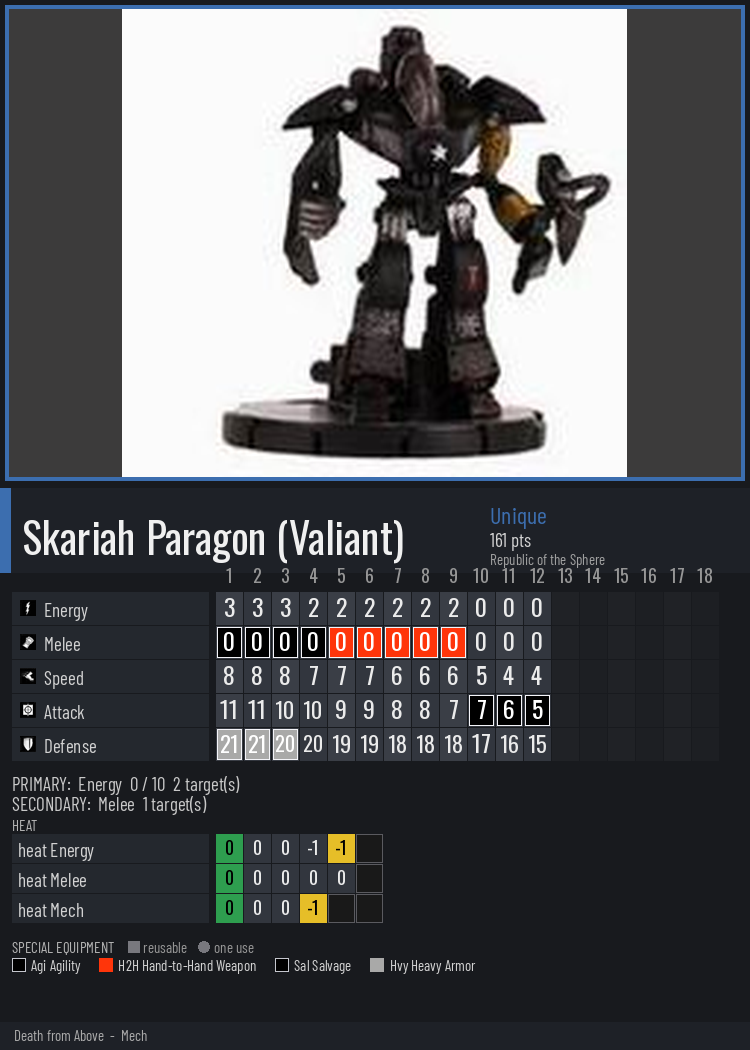 Skariah Paragon (Valiant)
Unique
161 pts
Republic of the Sphere
1 2 3 4 5 6 7 8 9 10 11 12 13 14 15 16 17 18
Energy 3 3 3 2 2 2 2 2 2 0 0 0
Melee 0 0 0 0 0 0 0 0 0 0 0 0
Speed 8 8 8 7 7 7 6 6 6 5 4 4
Attack 11 11 10 10 9 9 8 8 7 7 6 5
Defense 21 21 20 20 19 19 18 18 18 17 16 15
PRIMARY: Energy 0 / 10 2 target(s)
SECONDARY: Melee 1 target(s)
HEAT
heat Energy 0 0 0 -1 -1
heat Melee 0 0 0 0 0
heat Mech 0 0 0 -1
SPECIAL EQUIPMENT reusable one use
Agi Agility H2H Hand-to-Hand Weapon Sal Salvage Hvy Heavy Armor
Death from Above - Mech